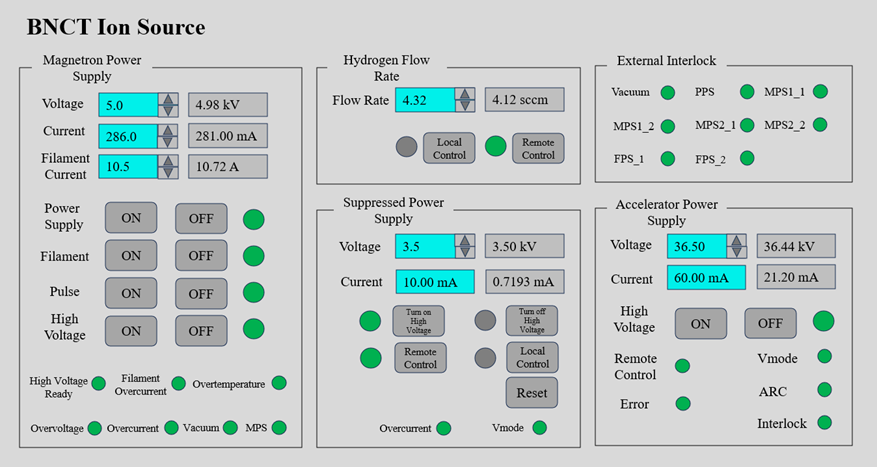 BNCT Ion Source
Magnetron Power
Supply
Voltage 5.0 4.98 kV
Current 286.0 281.00 mA
Filament
Current 10.5 10.72 A
Power
Supply ON OFF
Filament ON OFF
Pulse ON OFF
High
Voltage ON OFF
High Voltage
Ready
Filament
Overcurrent
Overtemperature
Overvoltage Overcurrent Vacuum MPS
Hydrogen Flow
Rate
Flow Rate 4.32 4.12 sccm
Local
Control
Remote
Control
Suppressed Power
Supply
Voltage 3.5 3.50 kV
Current 10.00 mA 0.7193 mA
Turn on
High
Voltage
Turn off
High
Voltage
Remote
Control
Local
Control
Reset
Overcurrent Vmode
External Interlock
Vacuum PPS MPS1_1
MPS1_2 MPS2_1 MPS2_2
FPS_1 FPS_2
Accelerator Power
Supply
Voltage 36.50 36.44 kV
Current 60.00 mA 21.20 mA
High
Voltage ON OFF
Remote
Control
Vmode
Error
ARC
Interlock